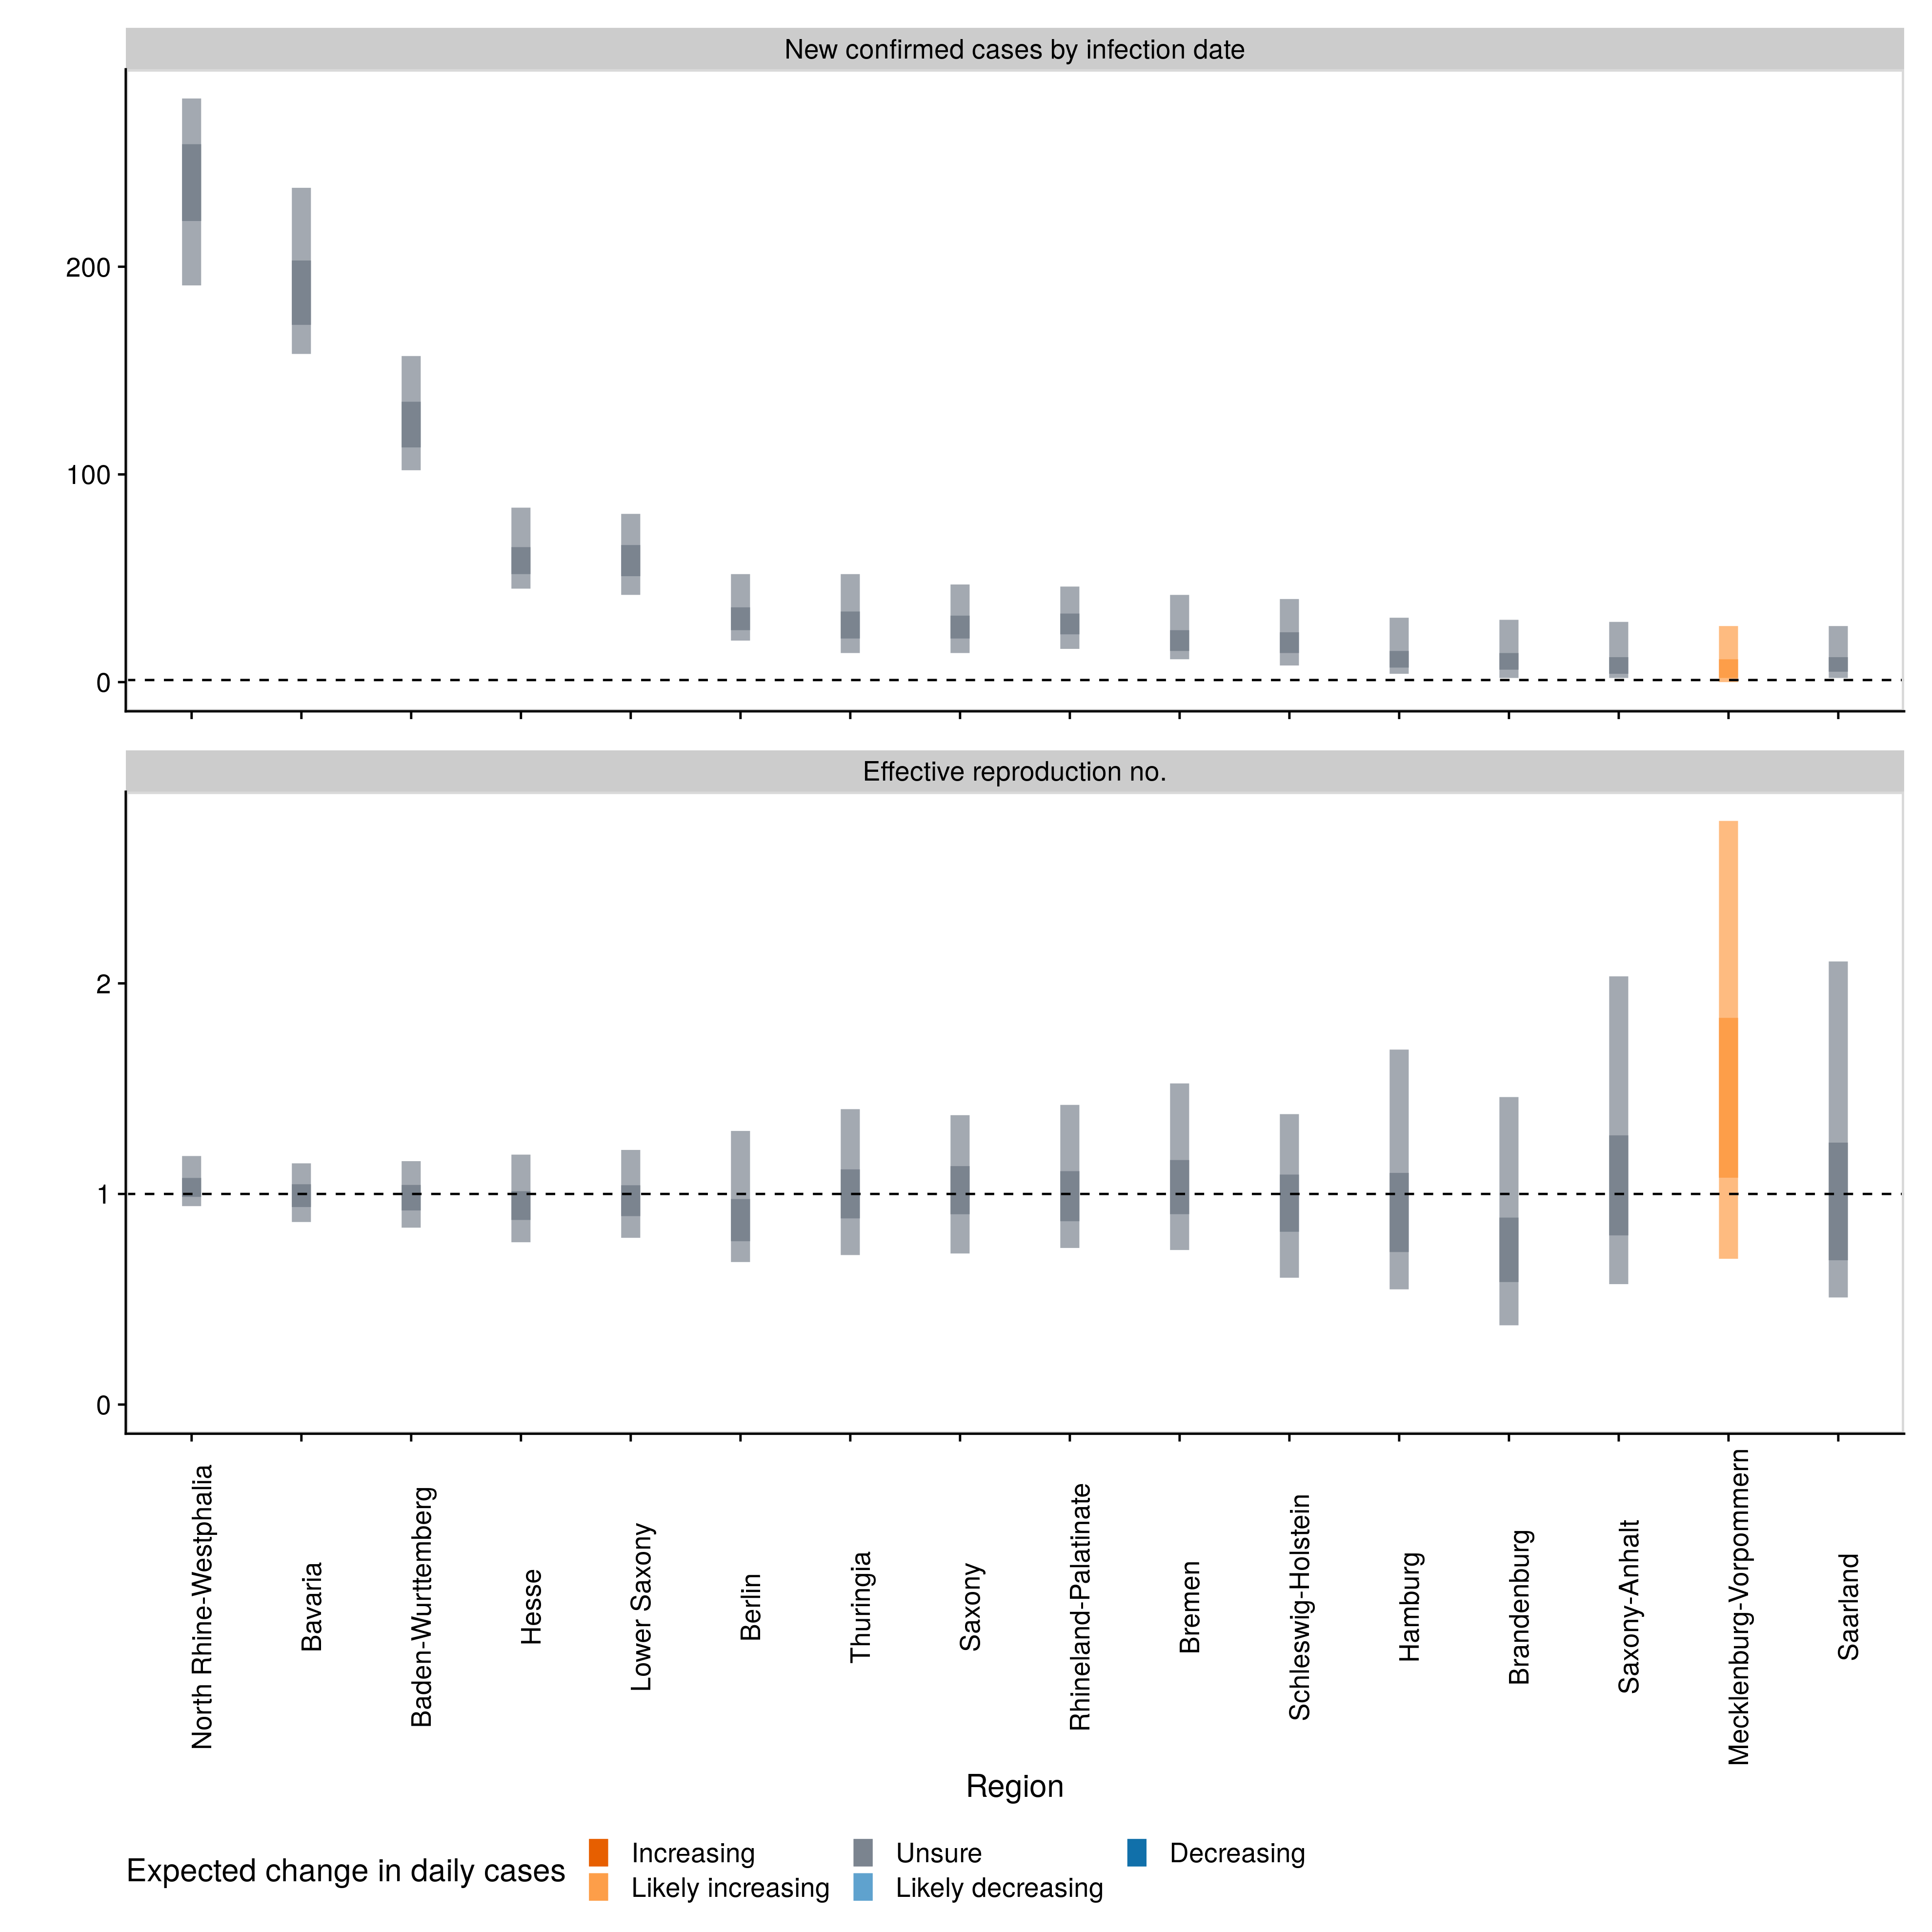 New confirmed cases by infection date
200
100
0
Effective reproduction no.
2
1
0
North Rhine-Westphalia
Bavaria
Baden-Wurttemberg
Hesse
Lower Saxony
Berlin
Thuringia
Saxony
Rhineland-Palatinate
Bremen
Schleswig-Holstein
Hamburg
Brandenburg
Saxony-Anhalt
Mecklenburg-Vorpommern
Saarland
Region
Expected change in daily cases
Increasing
Likely increasing
Unsure
Likely decreasing
Decreasing